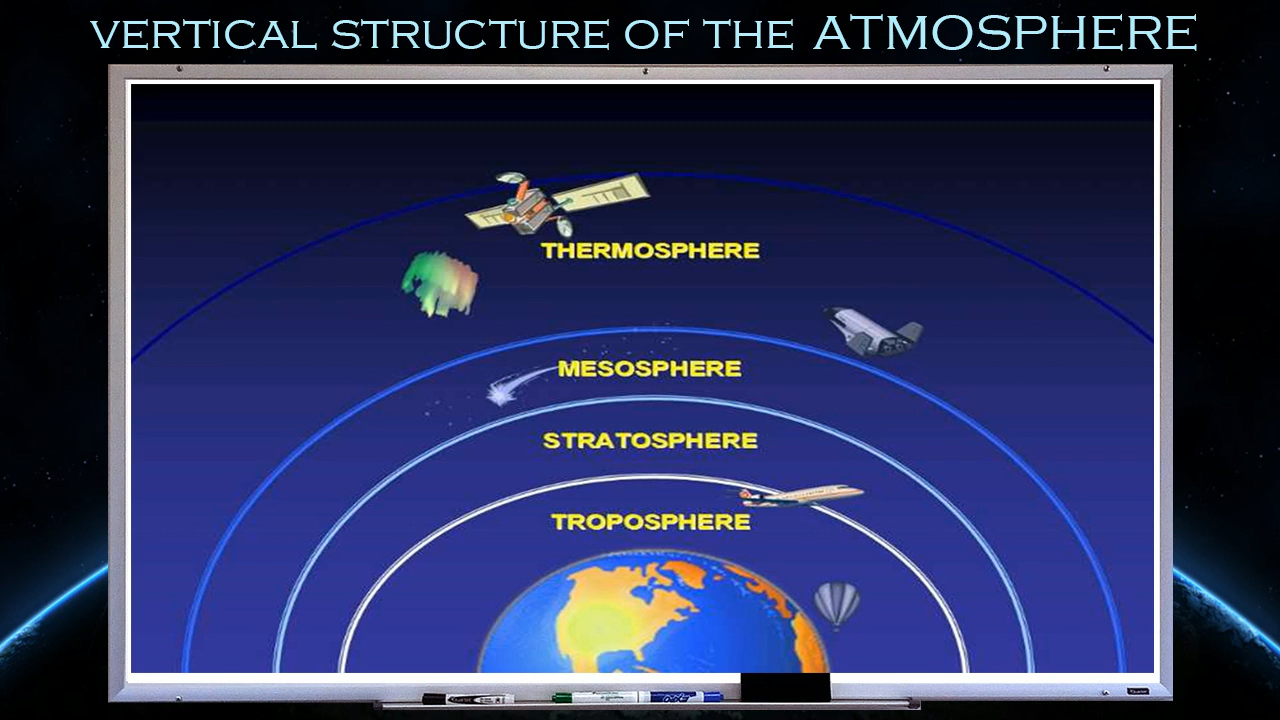 VERTICAL STRUCTURE OF THE ATMOSPHERE
THERMOSPHERE
MESOSPHERE
STRATOSPHERE
TROPOSPHERE